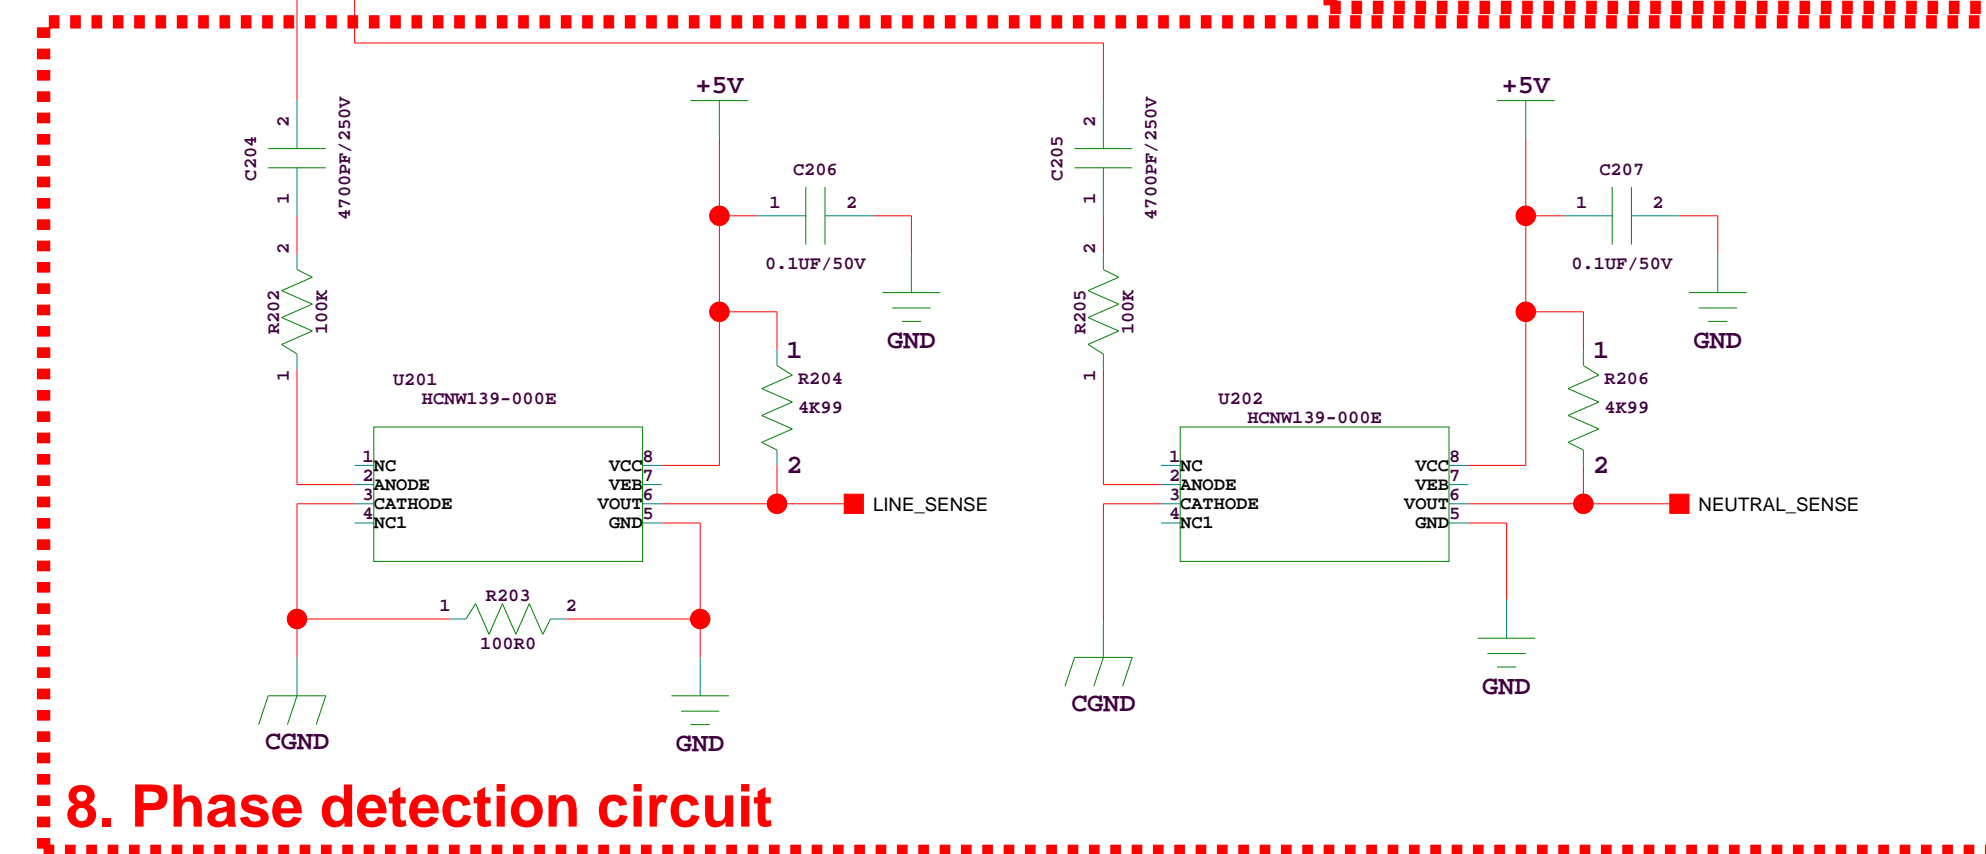 +5V
+5V
2
C204
4700PF/250V
1
C206
1
2
0.1UF/50V
GND
2
C205
4700PF/250V
1
C207
1
2
0.1UF/50V
GND
2
R202
100K
1
2
R205
100K
1
1
R204
4K99
2
1
R206
4K99
2
U201
HCNW139-000E
1 NC
2 ANODE
3 CATHODE
4 NC1
VCC 8
VEB 7
VOUT 6
GND 5
LINE_SENSE
U202
HCNW139-000E
1 NC
2 ANODE
3 CATHODE
4 NC1
VCC 8
VEB 7
VOUT 6
GND 5
NEUTRAL_SENSE
1
R203
2
100R0
CGND
GND
CGND
GND
8. Phase detection circuit